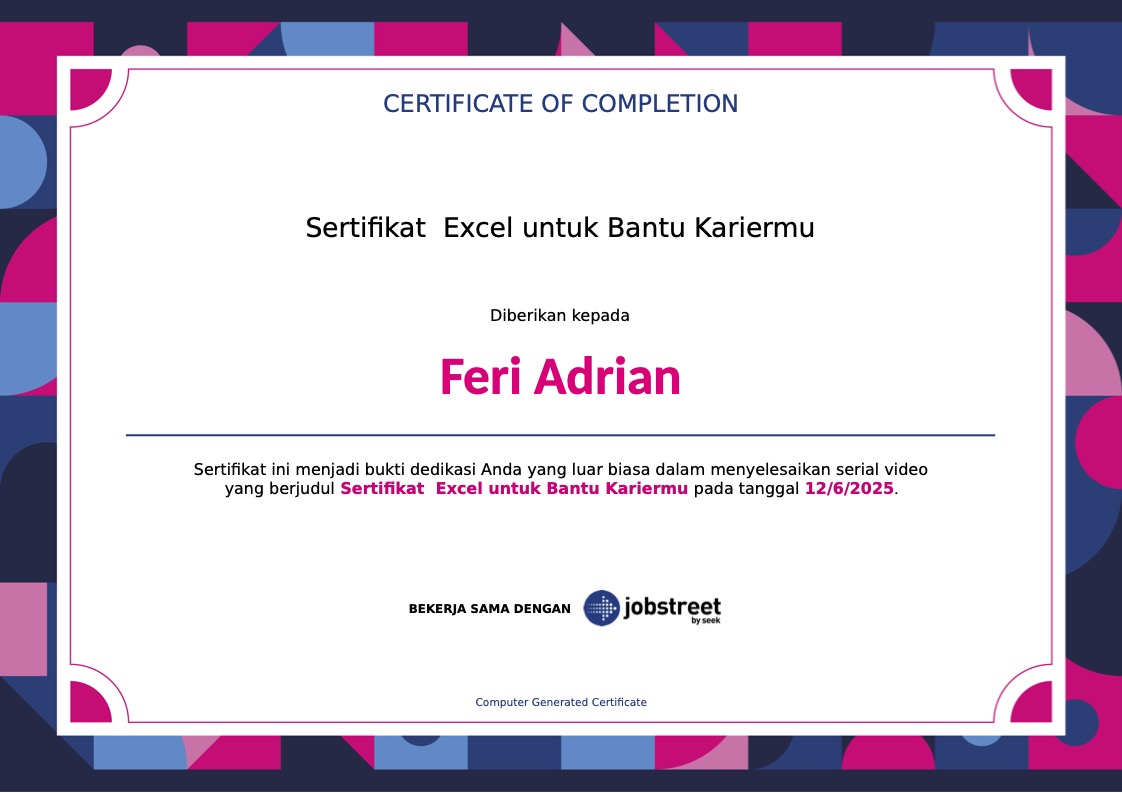 CERTIFICATE OF COMPLETION
Sertifikat  Excel untuk Bantu Kariermu
Diberikan kepada
Feri Adrian
Sertifikat ini menjadi bukti dedikasi Anda yang luar biasa dalam menyelesaikan serial video
yang berjudul Sertifikat  Excel untuk Bantu Kariermu pada tanggal 12/6/2025.
BEKERJA SAMA DENGAN jobstreet
by seek
Computer Generated Certificate